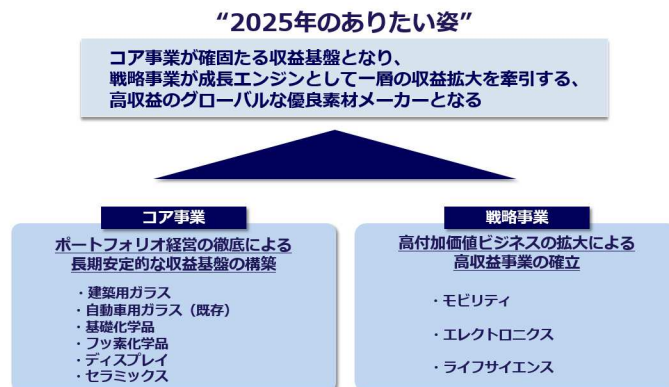 “2025年のありたい姿”
コア事業が確固たる収益基盤となり、
戦略事業が成長エンジンとして一層の収益拡大を牽引する、
高収益のグローバルな優良素材メーカーとなる
コア事業
ポートフォリオ経営の徹底による
長期安定的な収益基盤の構築
・建築用ガラス
・自動車用ガラス（既存）
・基礎化学品
・フッ素化学品
・ディスプレイ
・セラミックス
戦略事業
高付加価値ビジネスの拡大による
高収益事業の確立
・モビリティ
・エレクトロニクス
・ライフサイエンス